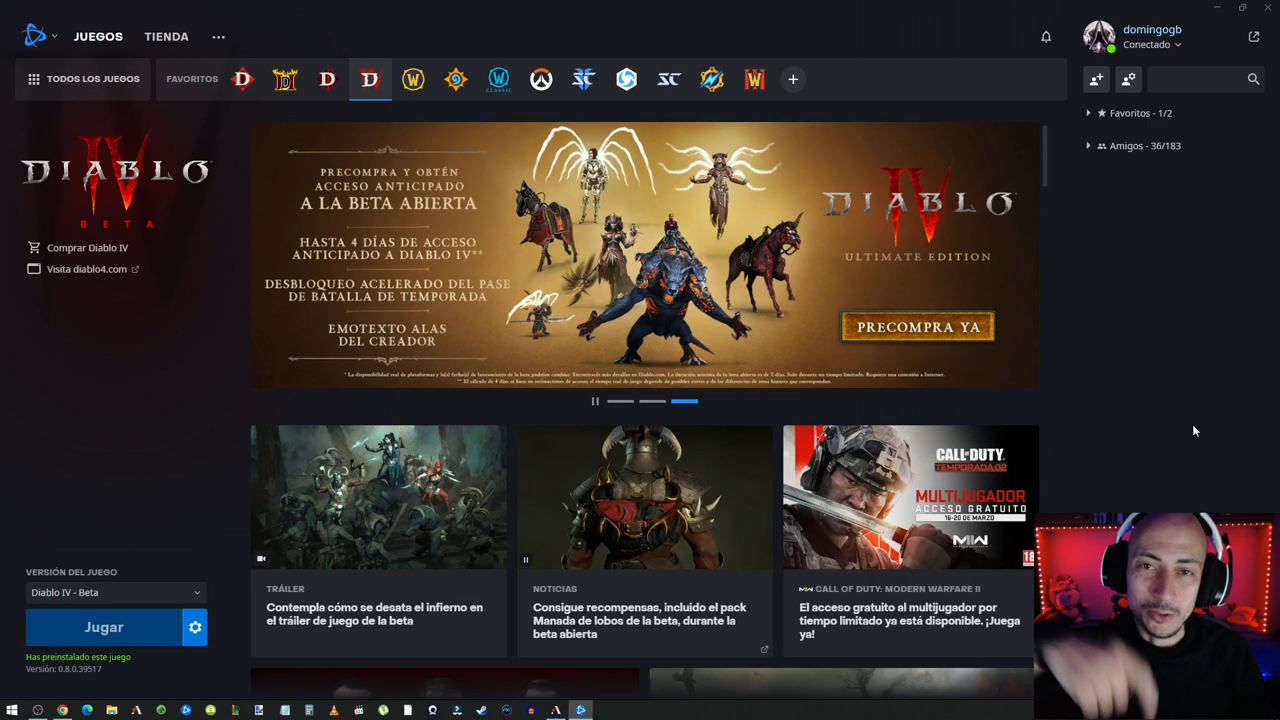 JUEGOS
TIENDA
domingogb
Conectado
TODOS LOS JUEGOS
FAVORITOS
Favoritos - 1/2
Amigos - 36/183
DIABLO IV
BETA
Comprar Diablo IV
Visita diablo4.com
PRECOMPRA Y OBTÉN
ACCESO ANTICIPADO
A LA BETA ABIERTA
HASTA 4 DÍAS DE ACCESO
ANTICIPADO A DIABLO IV**
DESBLOQUEO ACELERADO DEL PASE
DE BATALLA DE TEMPORADA
EMOTEXTO ALAS
DEL CREADOR
DIABLO IV
ULTIMATE EDITION
PRECOMPRA YA
CALL OF DUTY
TEMPORADA 02
MULTIJUGADOR
ACCESO GRATUITO
16-20 DE MARZO
MWII
18
TRÁILER
Contempla cómo se desata el infierno en
el tráiler de juego de la beta
NOTICIAS
Consigue recompensas, incluido el pack
Manada de lobos de la beta, durante la
beta abierta
CALL OF DUTY: MODERN WARFARE II
El acceso gratuito al multijugador por
tiempo limitado ya está disponible. ¡Juega
ya!
VERSIÓN DEL JUEGO
Diablo IV - Beta
Jugar
Has preinstalado este juego
Versión: 0.8.0.39517